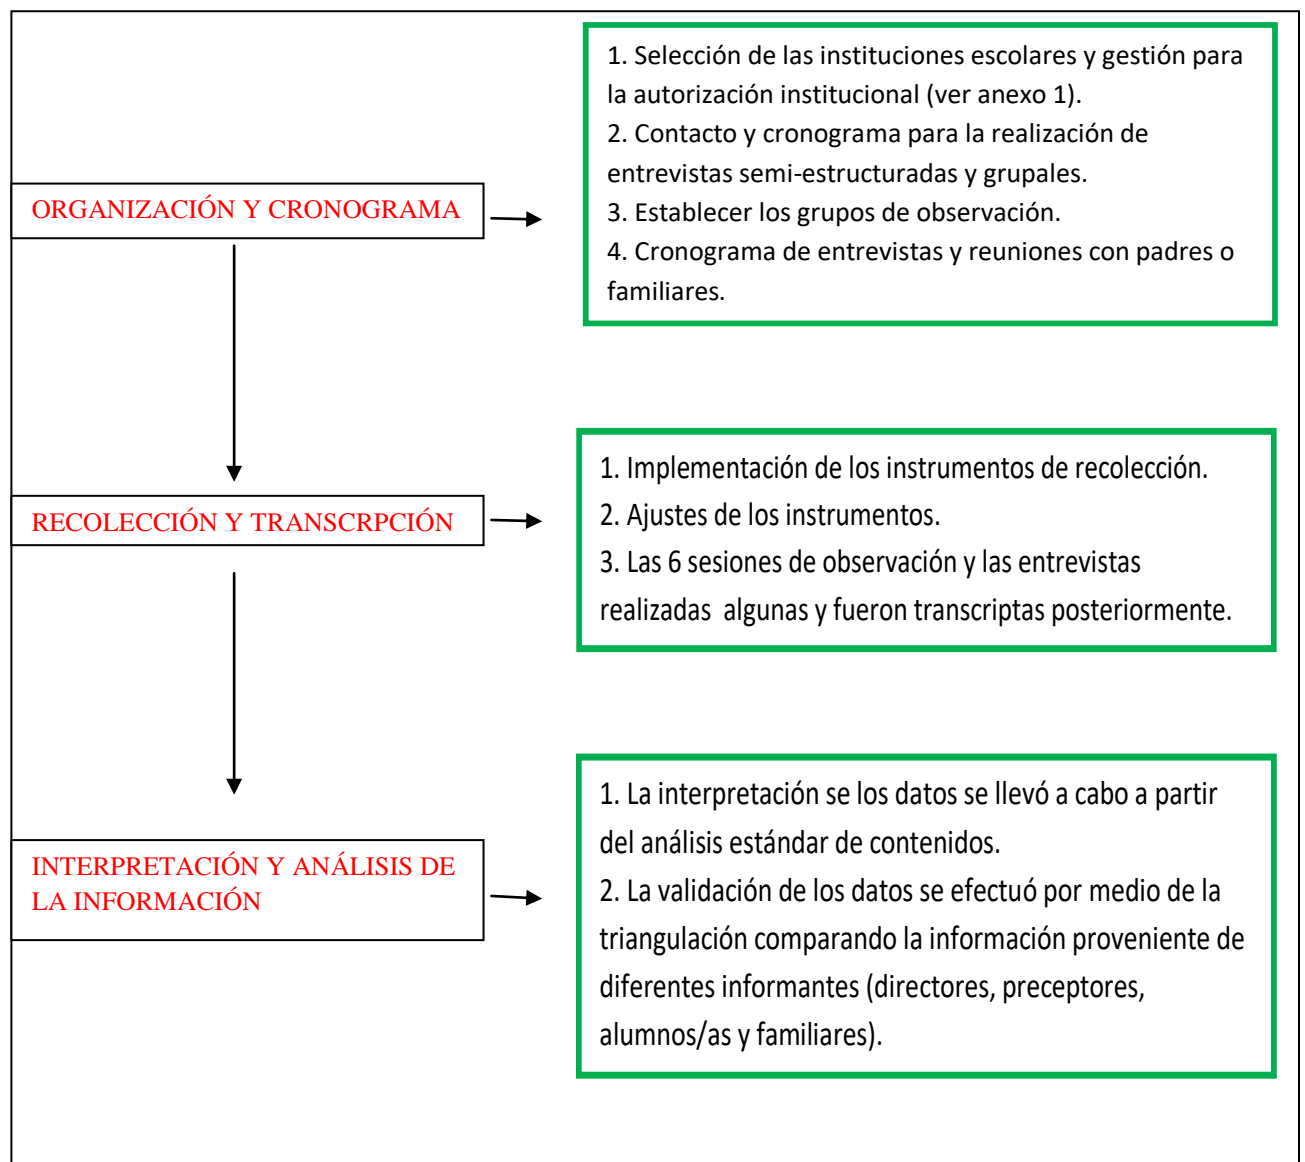 ORGANIZACIÓN Y CRONOGRAMA
1. Selección de las instituciones escolares y gestión para
la autorización institucional (ver anexo 1).
2. Contacto y cronograma para la realización de
entrevistas semi-estructuradas y grupales.
3. Establecer los grupos de observación.
4. Cronograma de entrevistas y reuniones con padres o
familiares.
RECOLECCIÓN Y TRANSCRPCIÓN
1. Implementación de los instrumentos de recolección.
2. Ajustes de los instrumentos.
3. Las 6 sesiones de observación y las entrevistas
realizadas  algunas y fueron transcriptas posteriormente.
INTERPRETACIÓN Y ANÁLISIS DE
LA INFORMACIÓN
1. La interpretación se los datos se llevó a cabo a partir
del análisis estándar de contenidos.
2. La validación de los datos se efectuó por medio de la
triangulación comparando la información proveniente de
diferentes informantes (directores, preceptores,
alumnos/as y familiares).